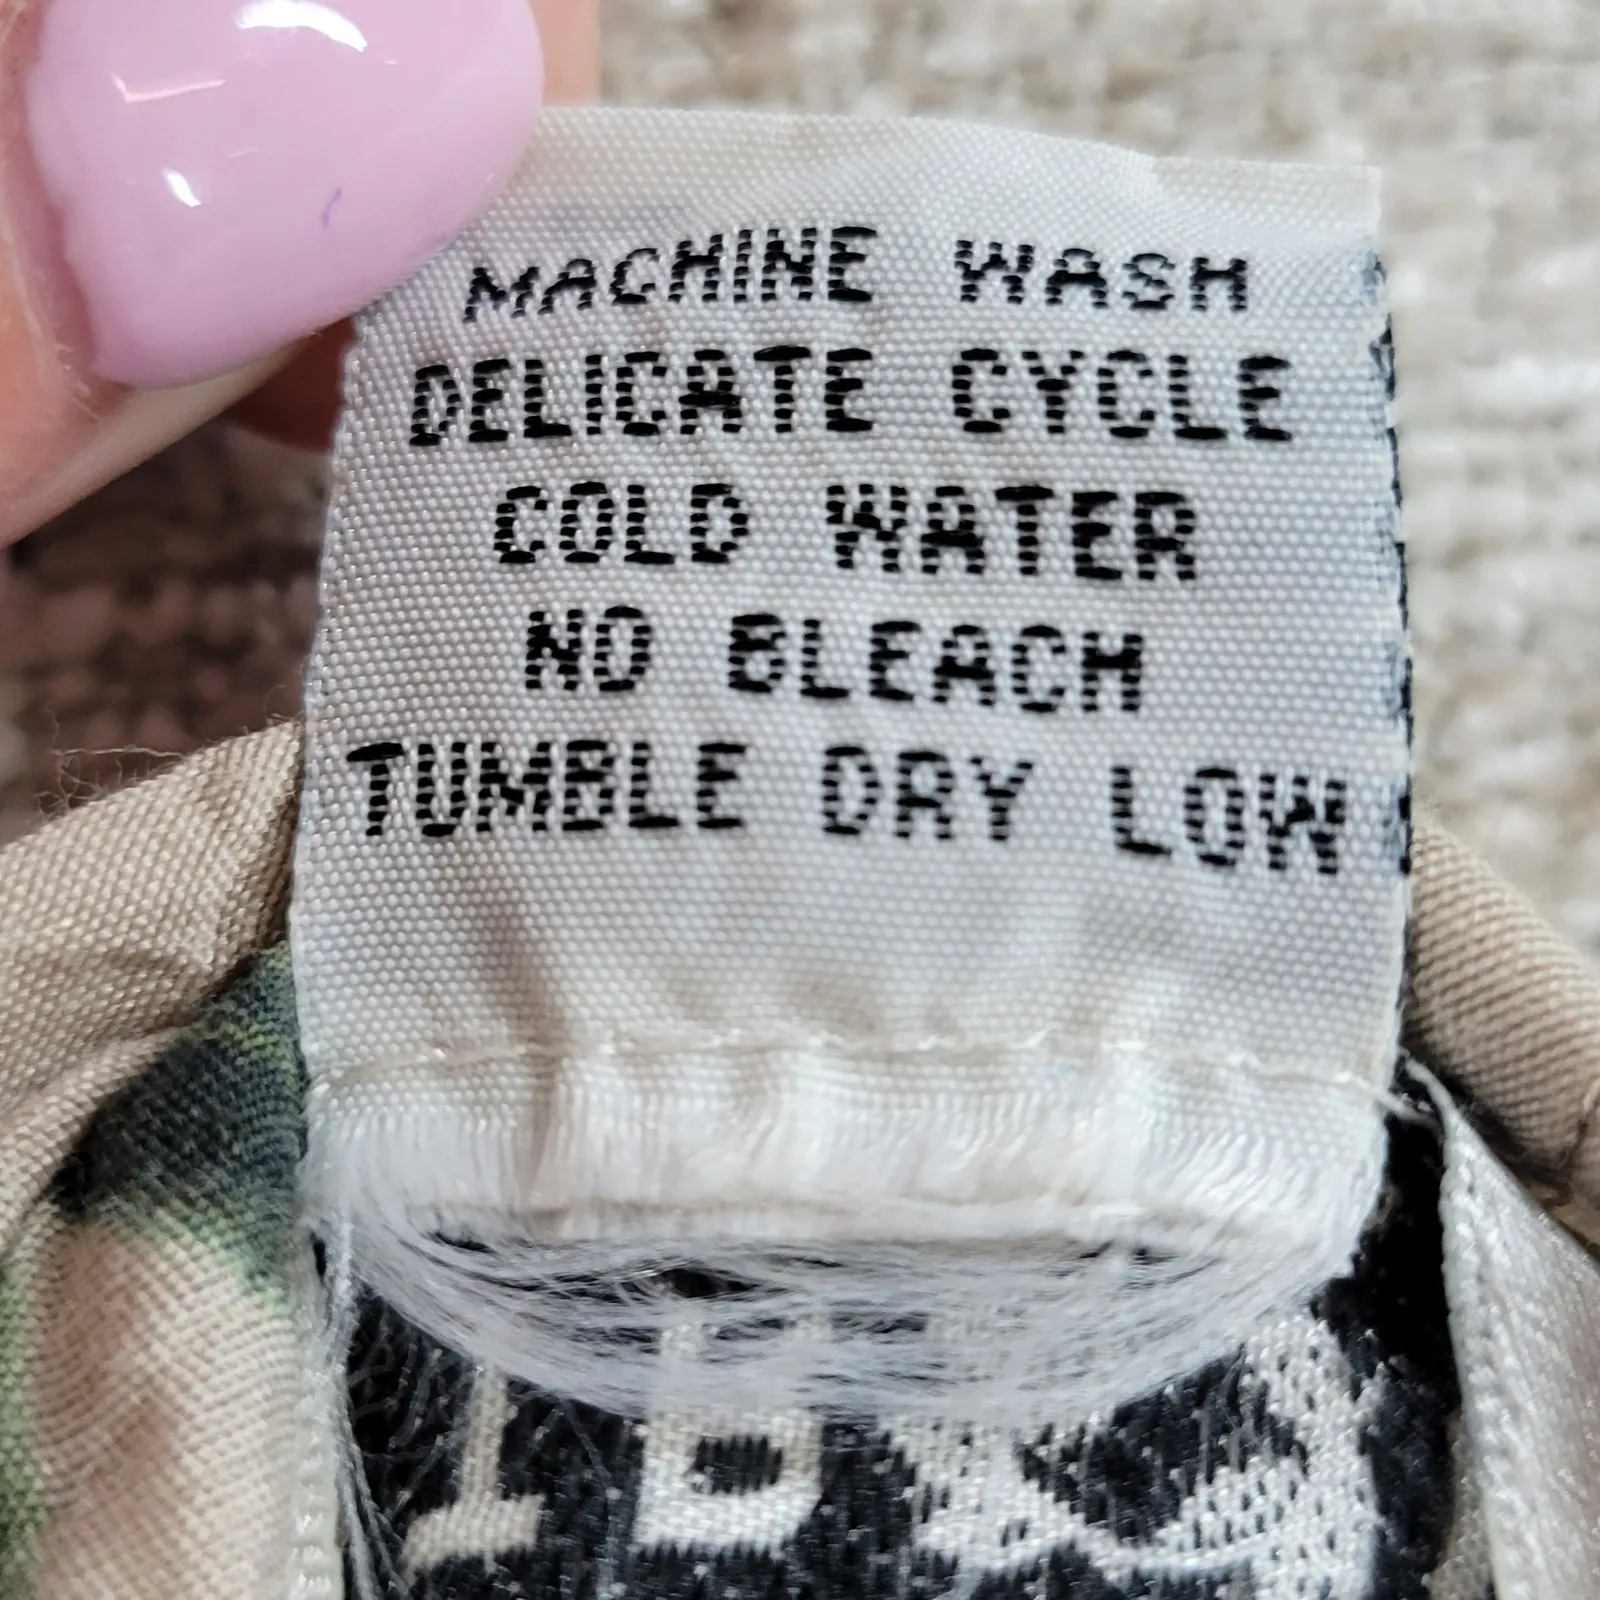 MACHINE WASH
DELICATE CYCLE
COLD WATER
NO BLEACH
TUMBLE DRY LOW